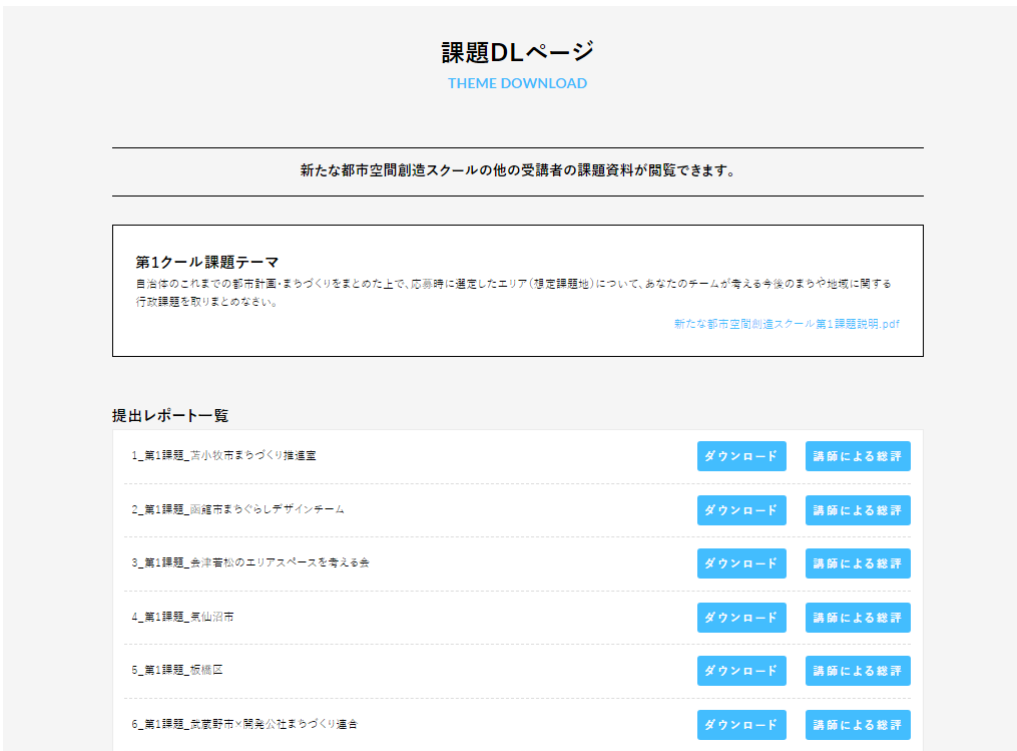 課題DLページ
THEME DOWNLOAD
新たな都市空間創造スクールの他の受講者の課題資料が閲覧できます。
第1クール課題テーマ
自治体のこれまでの都市計画・まちづくりをまとめた上で、応募時に選定したエリア（想定課題地）について、あなたのチームが考える今後のまちや地域に関する
行政課題を取りまとめなさい。
新たな都市空間創造スクール第1課題説明.pdf
提出レポート一覧
1_第1課題_苫小牧市まちづくり推進室 ダウンロード 講師による総評
2_第1課題_函館市まちぐらしデザインチーム ダウンロード 講師による総評
3_第1課題_会津若松のエリアスペースを考える会 ダウンロード 講師による総評
4_第1課題_気仙沼市 ダウンロード 講師による総評
5_第1課題_板橋区 ダウンロード 講師による総評
6_第1課題_武蔵野市×開発公社まちづくり連合 ダウンロード 講師による総評